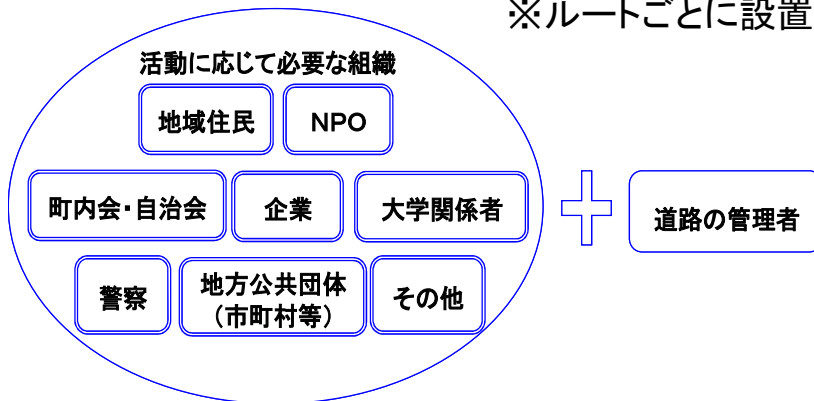 ※ルートごとに設置
活動に応じて必要な組織
地域住民
NPO
町内会・自治会
企業
大学関係者
道路の管理者
警察
地方公共団体
（市町村等）
その他